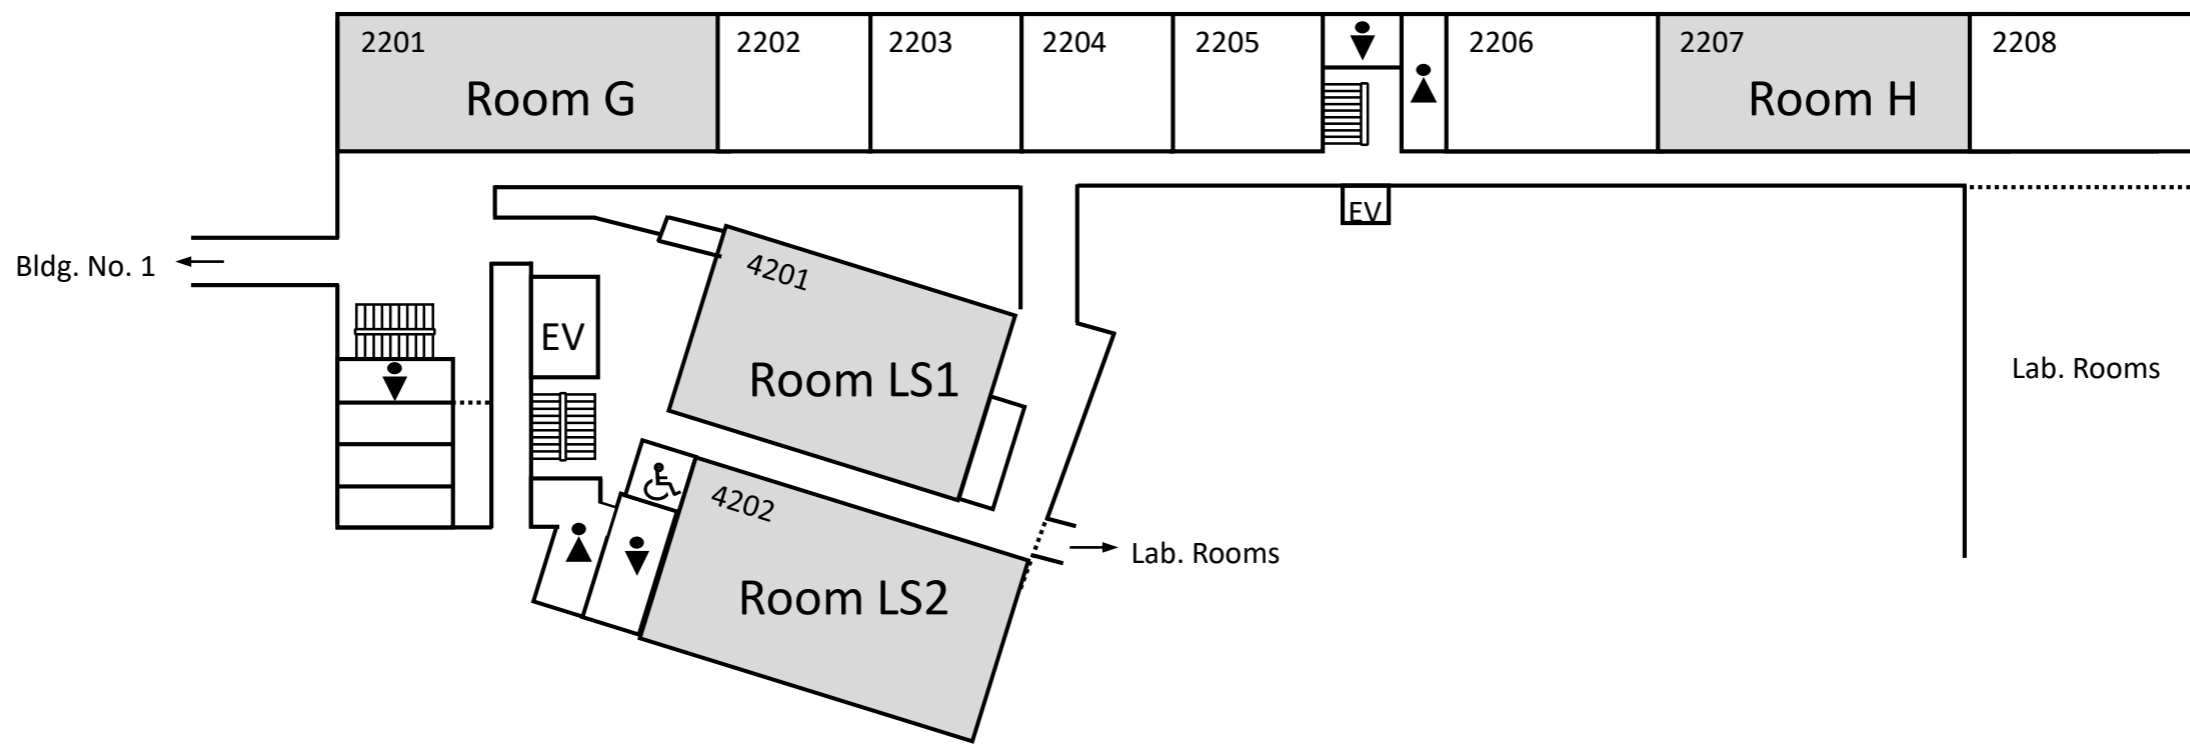 2201
Room G
2202
2203
2204
2205
2206
2207
Room H
2208
EV
Bldg. No. 1
4201
Room LS1
EV
Lab. Rooms
4202
Room LS2
Lab. Rooms